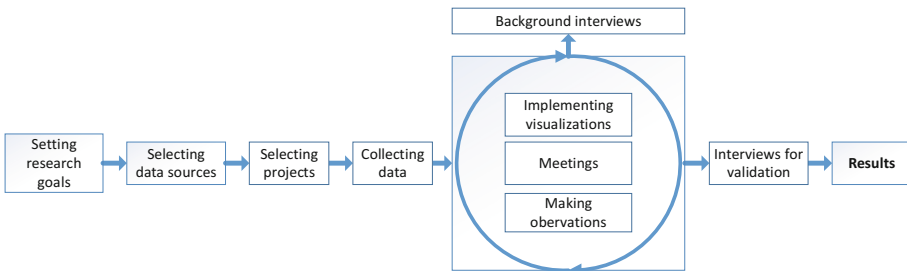 Background interviews
Setting
research
goals
Selecting
data sources
Selecting
projects
Collecting
data
Implementing
visualizations
Meetings
Making
obervations
Interviews for
validation
Results